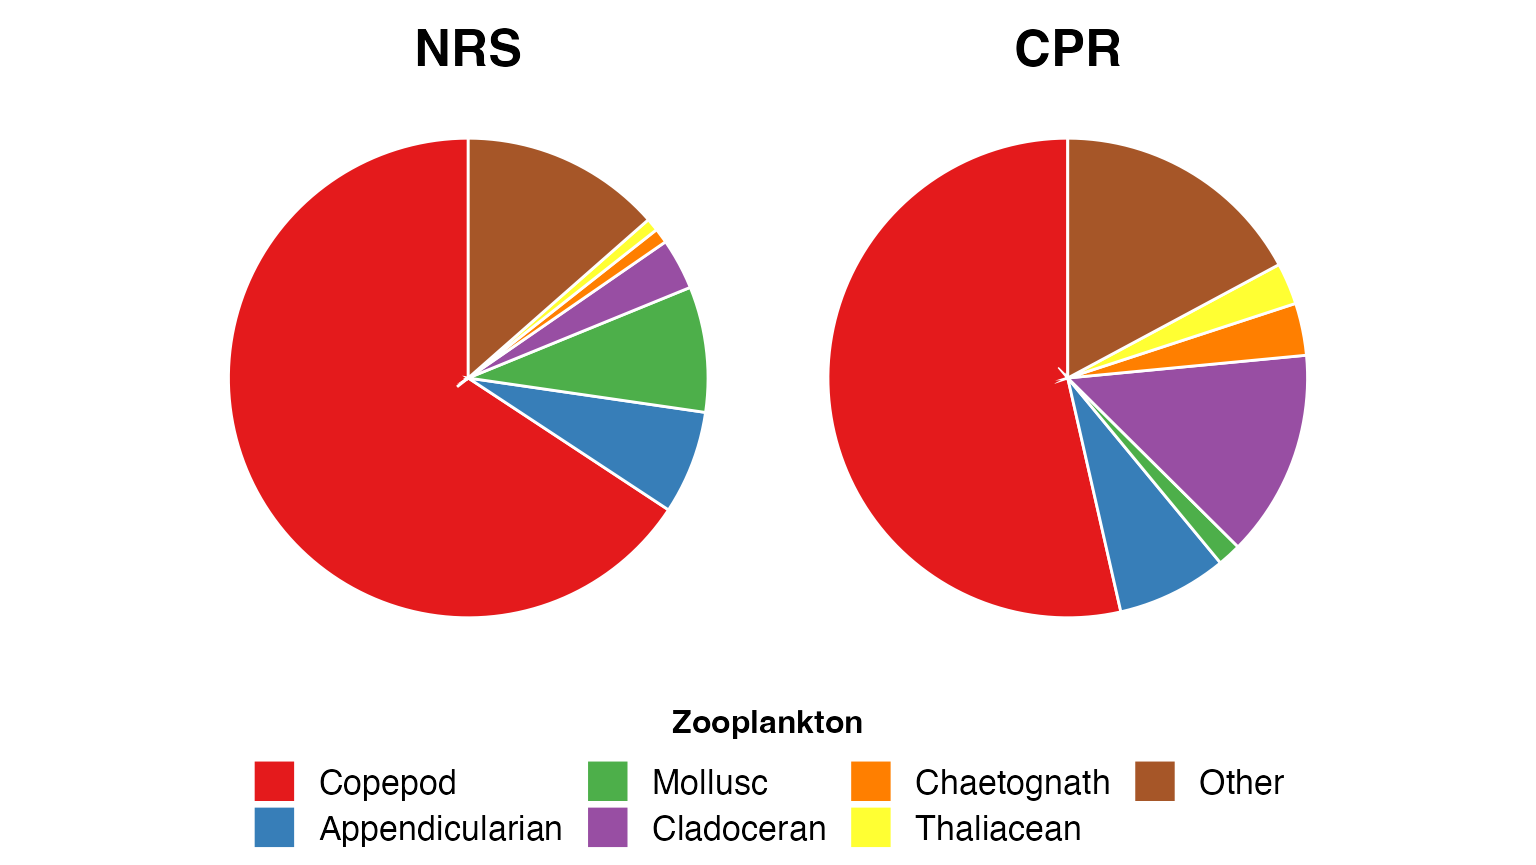 NRS CPR
Zooplankton
Copepod Mollusc Chaetognath Other
Appendicularian Cladoceran Thaliacean